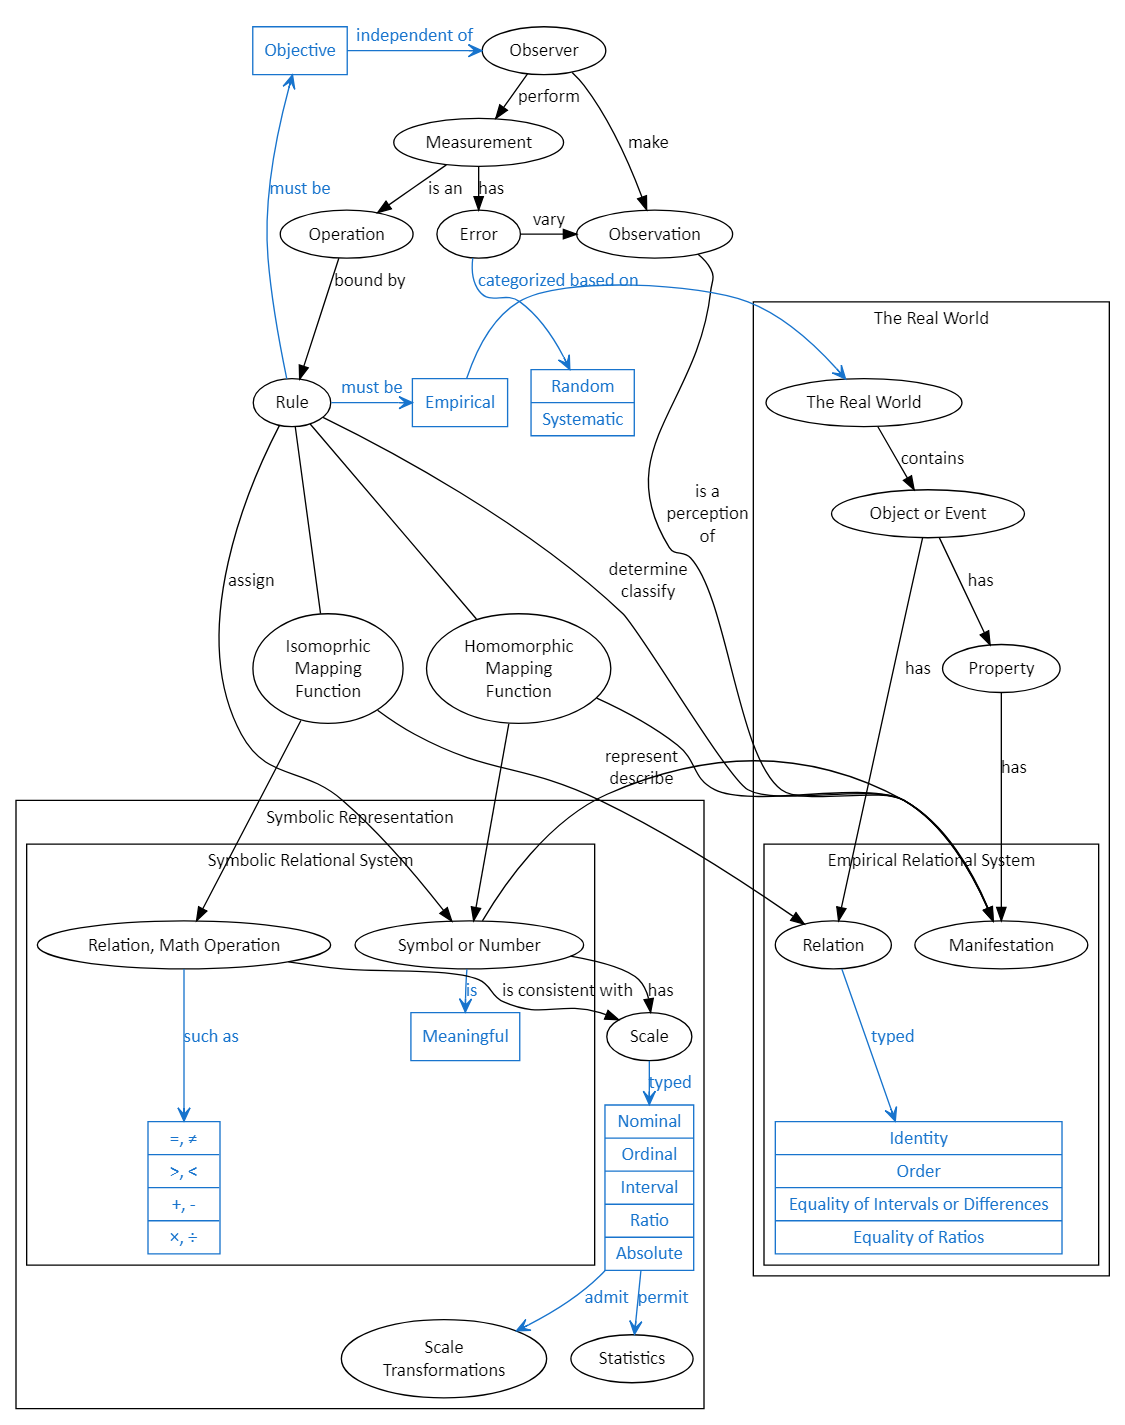 Objective
independent of
Observer
perform
Measurement
make
must be
is an
has
Operation
Error
vary
Observation
bound by
categorized based on
The Real World
Random
Systematic
Rule
must be
Empirical
The Real World
contains
Object or Event
is a
perception
of
determine
classify
assign
has
Isomoprhic
Mapping
Function
Homomorphic
Mapping
Function
has
Property
represent
describe
has
Symbolic Representation
Symbolic Relational System
Empirical Relational System
Relation, Math Operation
Symbol or Number
Relation
Manifestation
is
is consistent with
has
such as
Meaningful
Scale
typed
typed
Nominal
Ordinal
Interval
Ratio
Absolute
=, ≠
>, <
+, -
×, ÷
Identity
Order
Equality of Intervals or Differences
Equality of Ratios
admit
permit
Scale
Transformations
Statistics